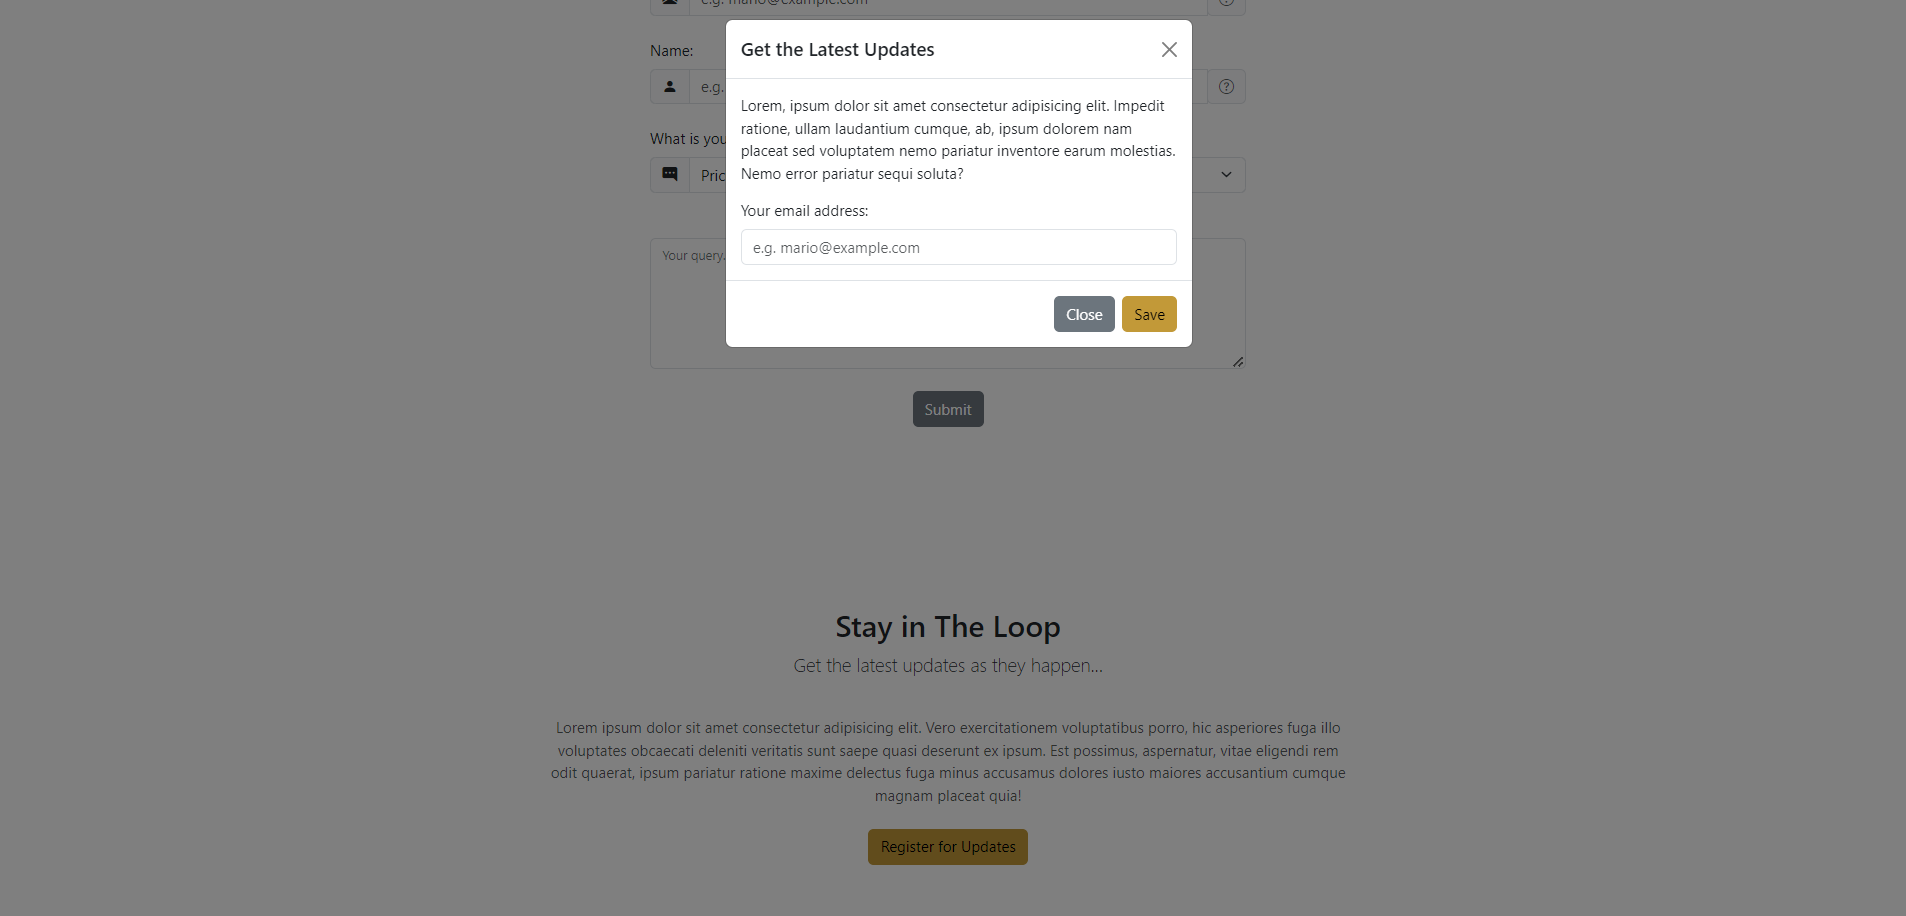 e.g. mario@example.com
Get the Latest Updates
Name:
e.g.
Lorem, ipsum dolor sit amet consectetur adipisicing elit. Impedit
ratione, ullam laudantium cumque, ab, ipsum dolorem nam
placeat sed voluptatem nemo pariatur inventore earum molestias.
Nemo error pariatur sequi soluta?
What is you
Pric
Your email address:
e.g. mario@example.com
Your query.
Close
Save
Submit
Stay in The Loop
Get the latest updates as they happen...
Lorem ipsum dolor sit amet consectetur adipisicing elit. Vero exercitationem voluptatibus porro, hic asperiores fuga illo
voluptates obcaecati deleniti veritatis sunt saepe quasi deserunt ex ipsum. Est possimus, aspernatur, vitae eligendi rem
odit quaerat, ipsum pariatur ratione maxime delectus fuga minus accusamus dolores iusto maiores accusantium cumque
magnam placeat quia!
Register for Updates